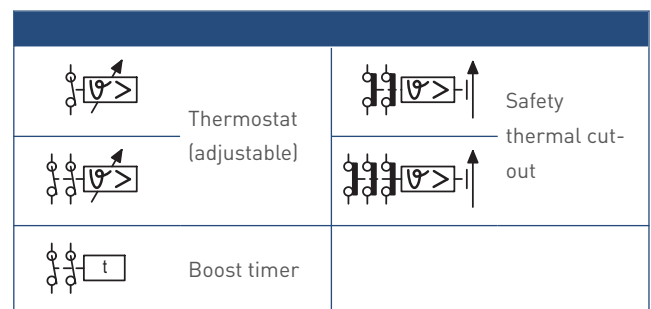 ϑ >
Thermostat
(adjustable)
ϑ >
ϑ >
Safety
thermal cut-
out
ϑ >
t
Boost timer